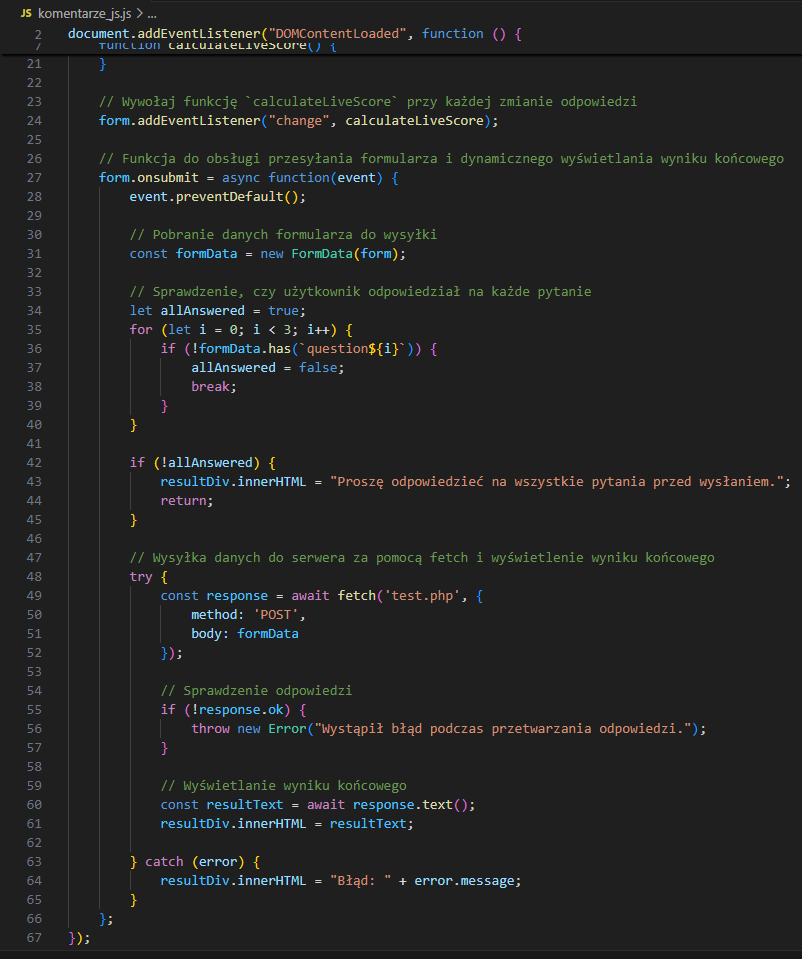 JS komentarze_js.js > ...
2 document.addEventListener("DOMContentLoaded", function () {
7 function calculateLiveScore() {
21 }
22
23 // Wywołaj funkcję `calculateLiveScore` przy każdej zmianie odpowiedzi
24 form.addEventListener("change", calculateLiveScore);
25
26 // Funkcja do obsługi przesyłania formularza i dynamicznego wyświetlania wyniku końcowego
27 form.onsubmit = async function(event) {
28 event.preventDefault();
29
30 // Pobranie danych formularza do wysyłki
31 const formData = new FormData(form);
32
33 // Sprawdzenie, czy użytkownik odpowiedział na każde pytanie
34 let allAnswered = true;
35 for (let i = 0; i < 3; i++) {
36 if (!formData.has(`question${i}`)) {
37 allAnswered = false;
38 break;
39 }
40 }
41
42 if (!allAnswered) {
43 resultDiv.innerHTML = "Proszę odpowiedzieć na wszystkie pytania przed wysłaniem.";
44 return;
45 }
46
47 // Wysyłka danych do serwera za pomocą fetch i wyświetlenie wyniku końcowego
48 try {
49 const response = await fetch('test.php', {
50 method: 'POST',
51 body: formData
52 });
53
54 // Sprawdzenie odpowiedzi
55 if (!response.ok) {
56 throw new Error("Wystąpił błąd podczas przetwarzania odpowiedzi.");
57 }
58
59 // Wyświetlanie wyniku końcowego
60 const resultText = await response.text();
61 resultDiv.innerHTML = resultText;
62
63 } catch (error) {
64 resultDiv.innerHTML = "Błąd: " + error.message;
65 }
66 };
67 });